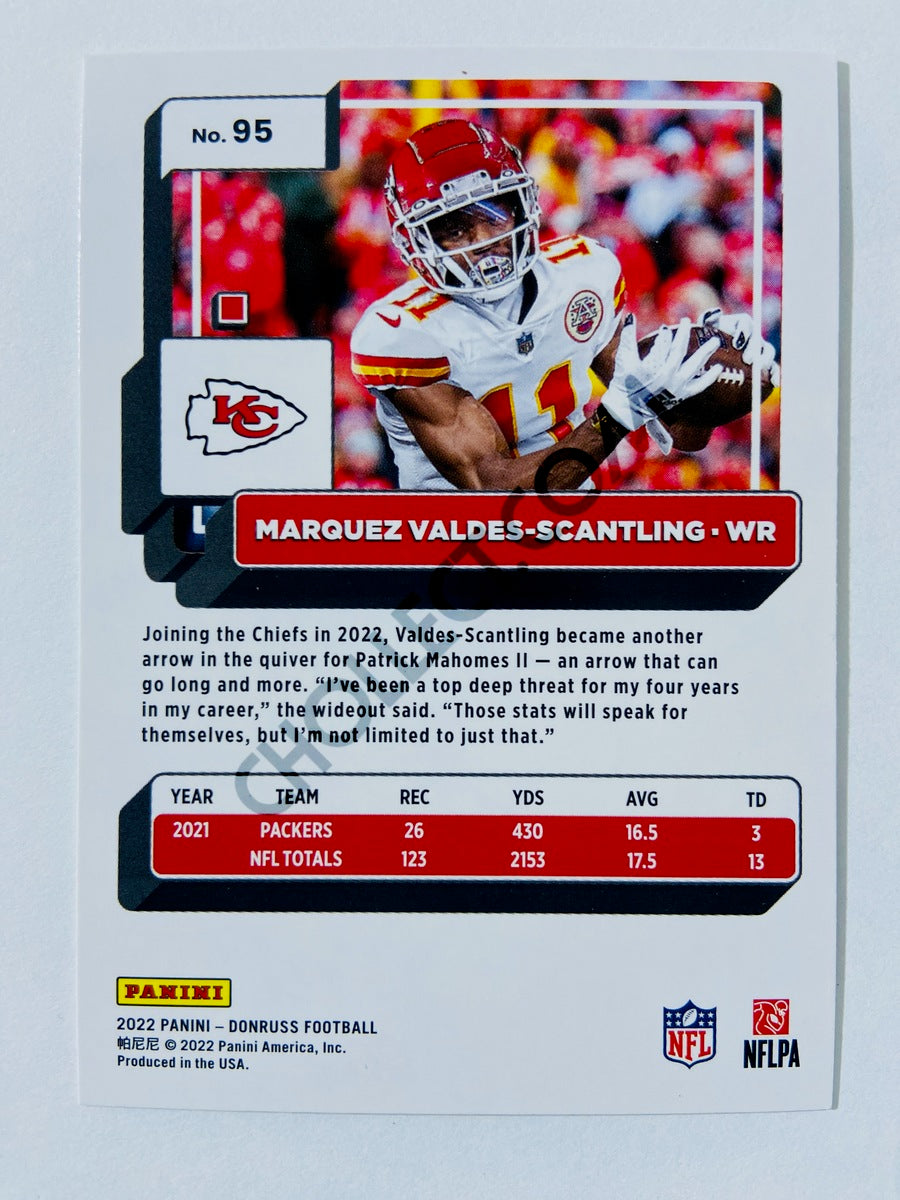 No. 95
11
11
11
KC
MARQUEZ VALDES-SCANTLING · WR
Joining the Chiefs in 2022, Valdes-Scantling became another
arrow in the quiver for Patrick Mahomes II — an arrow that can
go long and more. “I’ve been a top deep threat for my four years
in my career,” the wideout said. “Those stats will speak for
themselves, but I’m not limited to just that.”
YEAR TEAM REC YDS AVG TD
2021 PACKERS 26 430 16.5 3
NFL TOTALS 123 2153 17.5 13
PANINI
2022 PANINI – DONRUSS FOOTBALL
帕尼尼 © 2022 Panini America, Inc.
Produced in the USA.
NFL
NFLPA